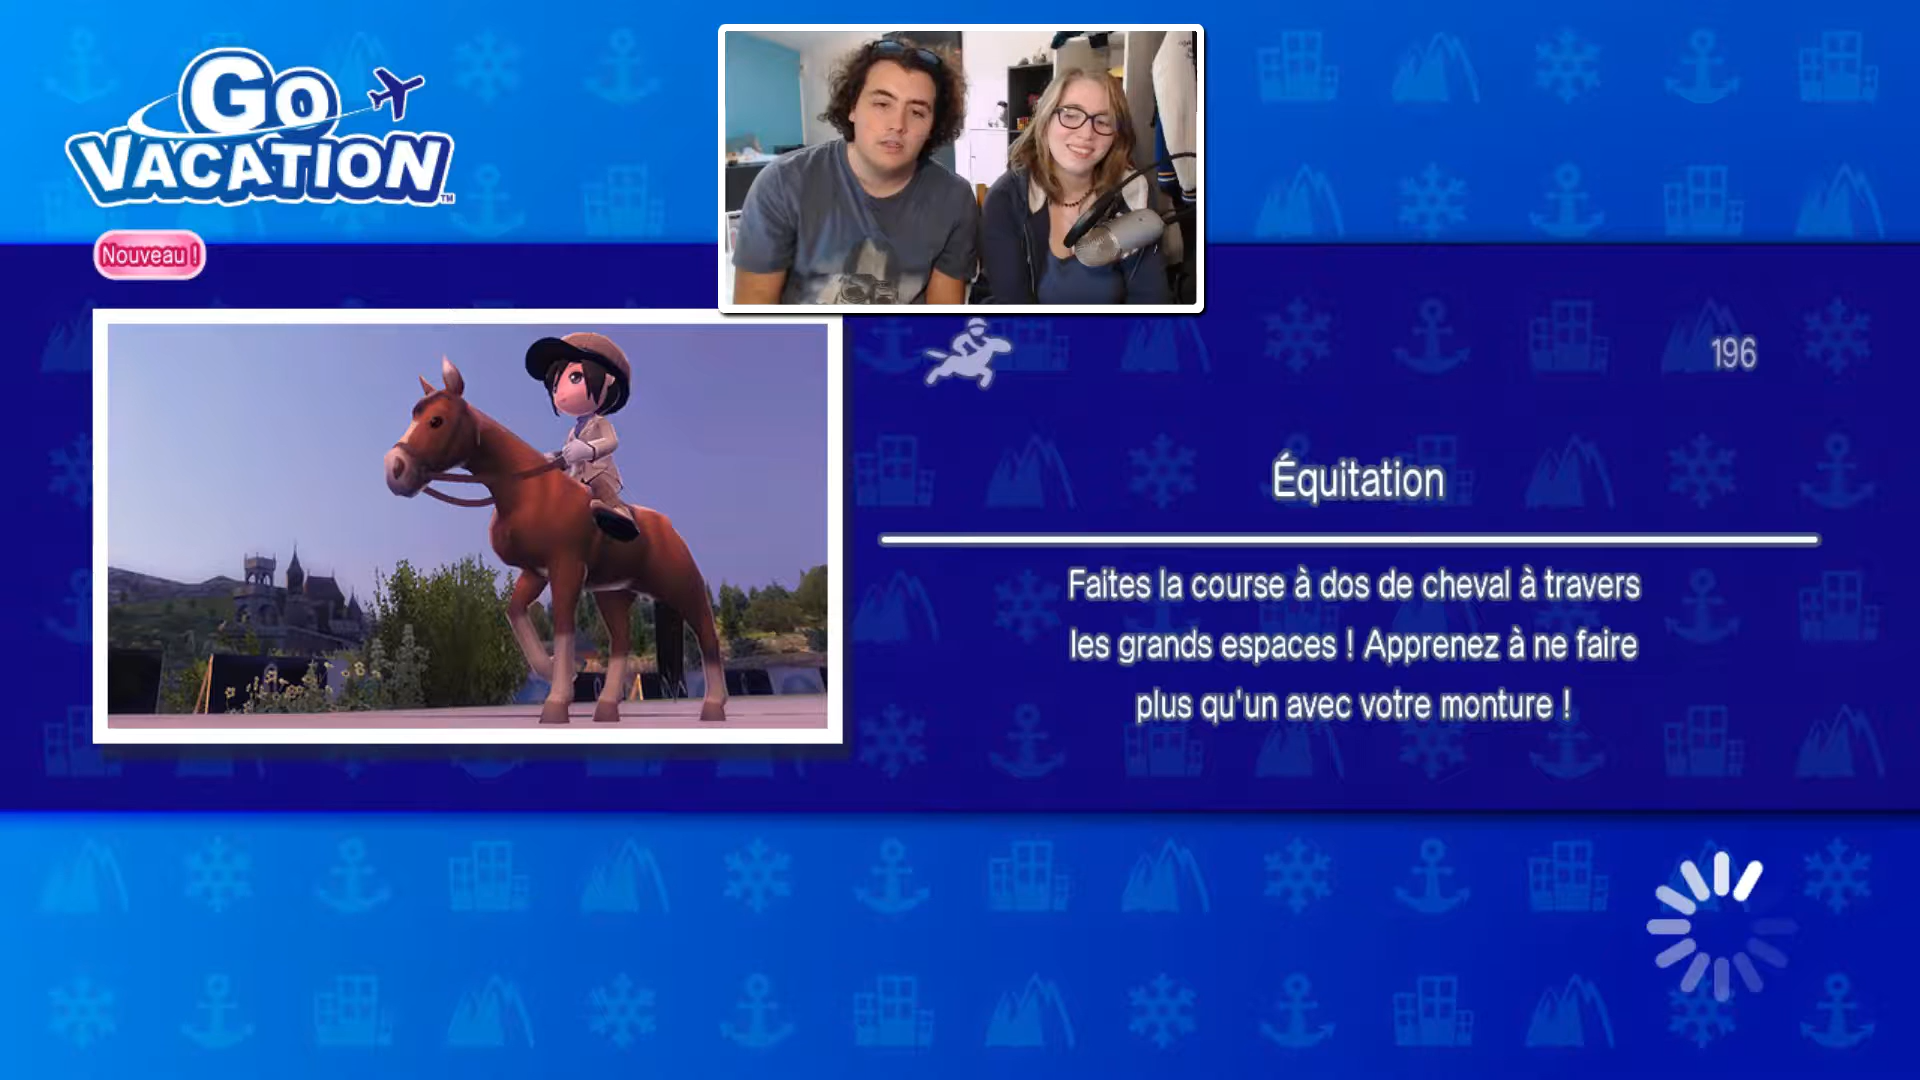 GO
VACATION™
Nouveau !
196
Équitation
Faites la course à dos de cheval à travers
les grands espaces ! Apprenez à ne faire
plus qu'un avec votre monture !